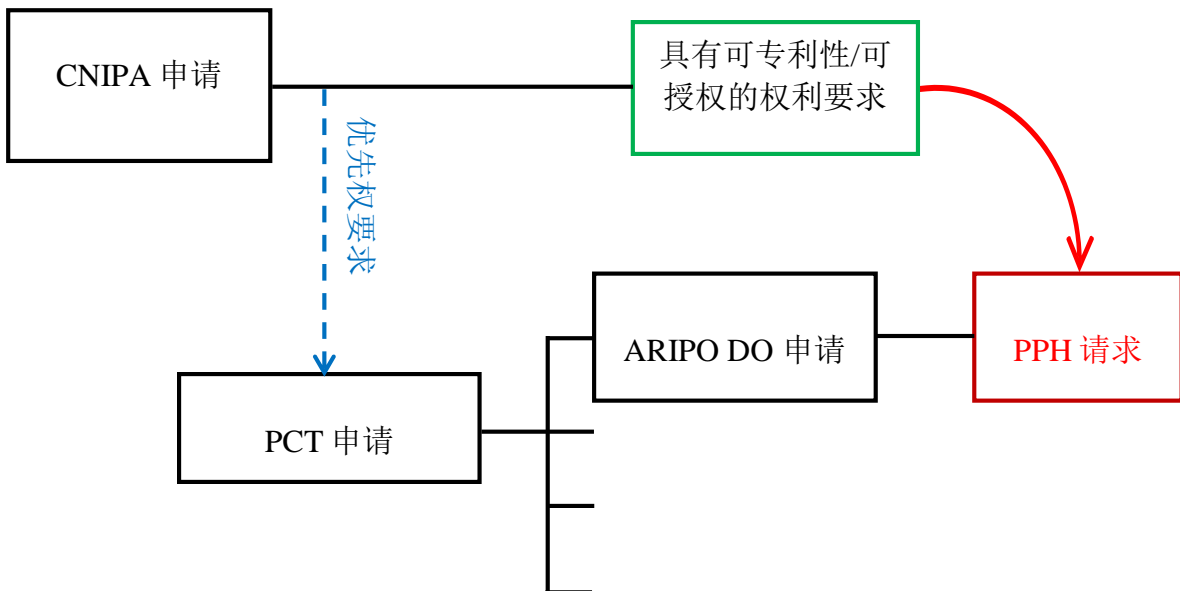 CNIPA 申请
具有可专利性/可
授权的权利要求
优先权要求
ARIPO DO 申请
PPH 请求
PCT 申请